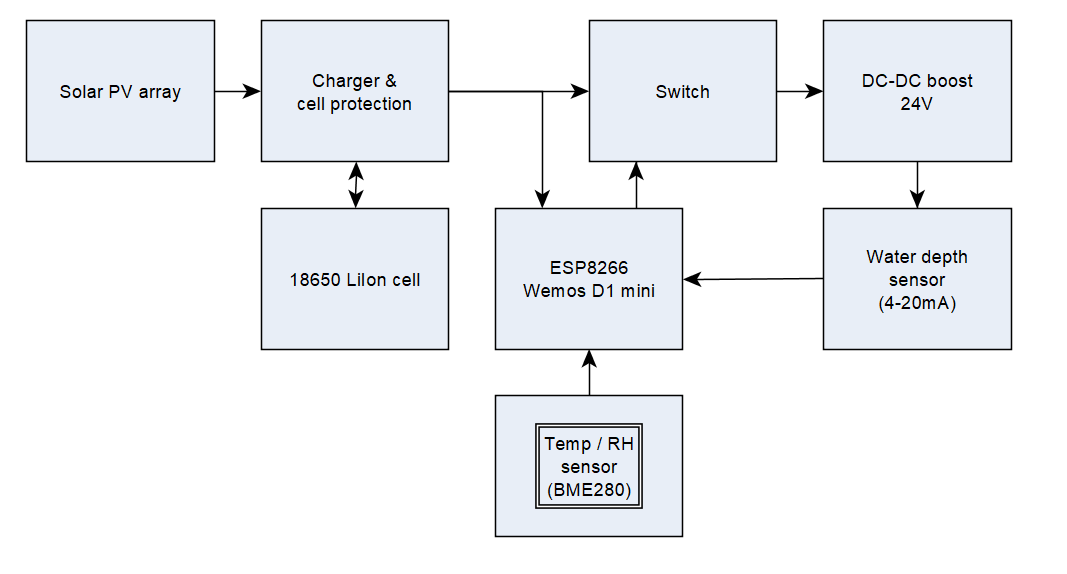 Solar PV array
Charger &
cell protection
Switch
DC-DC boost
24V
18650 LiIon cell
ESP8266
Wemos D1 mini
Water depth
sensor
(4-20mA)
Temp / RH
sensor
(BME280)